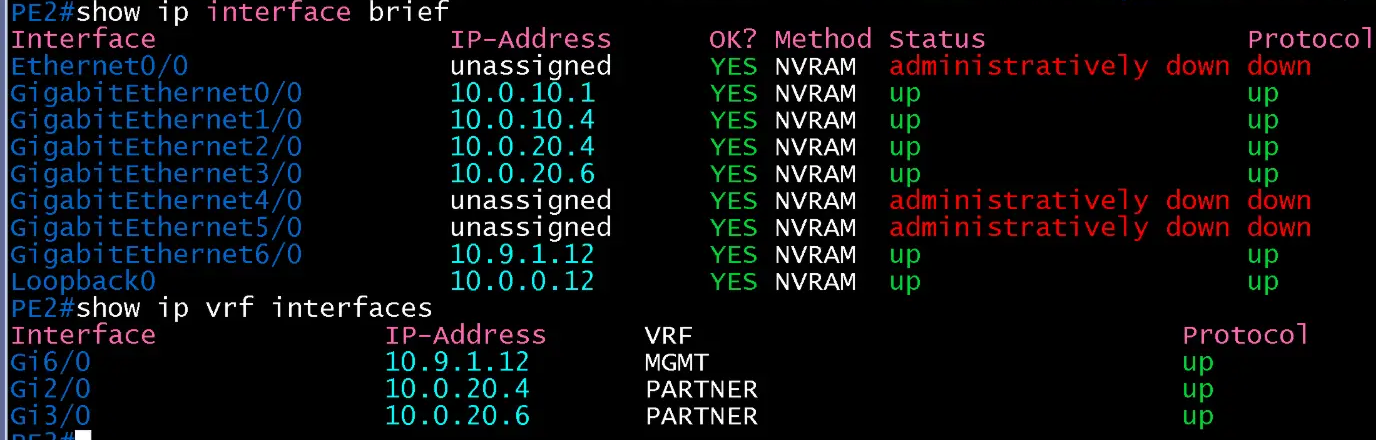 PE2#show ip interface brief
Interface IP-Address OK? Method Status Protocol
Ethernet0/0 unassigned YES NVRAM administratively down down
GigabitEthernet0/0 10.0.10.1 YES NVRAM up up
GigabitEthernet1/0 10.0.10.4 YES NVRAM up up
GigabitEthernet2/0 10.0.20.4 YES NVRAM up up
GigabitEthernet3/0 10.0.20.6 YES NVRAM up up
GigabitEthernet4/0 unassigned YES NVRAM administratively down down
GigabitEthernet5/0 unassigned YES NVRAM administratively down down
GigabitEthernet6/0 10.9.1.12 YES NVRAM up up
Loopback0 10.0.0.12 YES NVRAM up up
PE2#show ip vrf interfaces
Interface IP-Address VRF Protocol
Gi6/0 10.9.1.12 MGMT up
Gi2/0 10.0.20.4 PARTNER up
Gi3/0 10.0.20.6 PARTNER up
PE2#